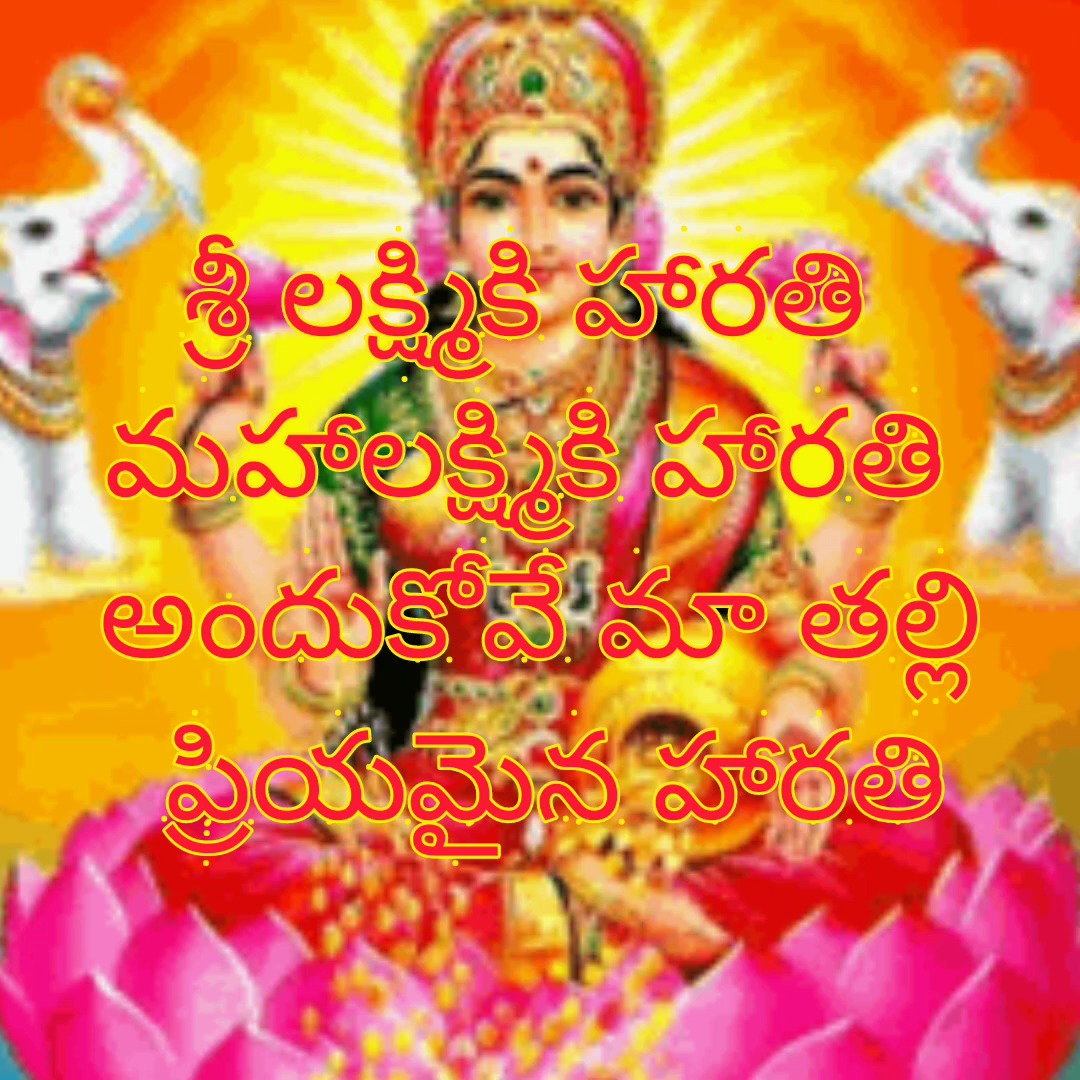 శ్రీ లక్ష్మికి హారతి
మహాలక్ష్మికి హారతి
అందుకోవే మా తల్లి
ప్రియమైన హారతి